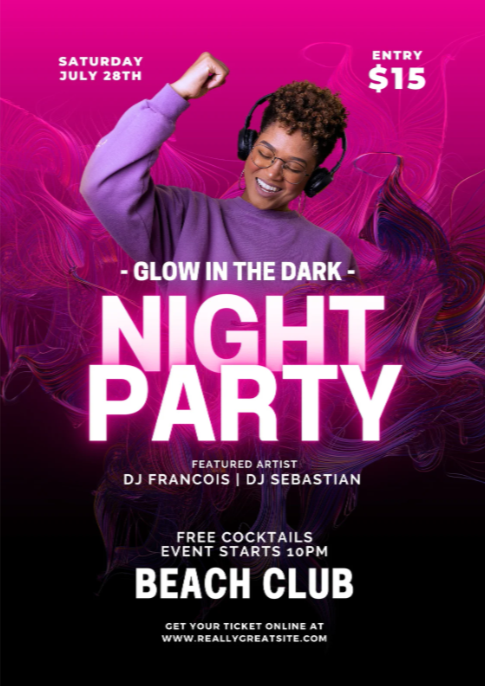 SATURDAY
JULY 28TH
ENTRY
$15
- GLOW IN THE DARK -
NIGHT
PARTY
FEATURED ARTIST
DJ FRANCOIS | DJ SEBASTIAN
FREE COCKTAILS
EVENT STARTS 10PM
BEACH CLUB
GET YOUR TICKET ONLINE AT
WWW.REALLYGREATSITE.COM